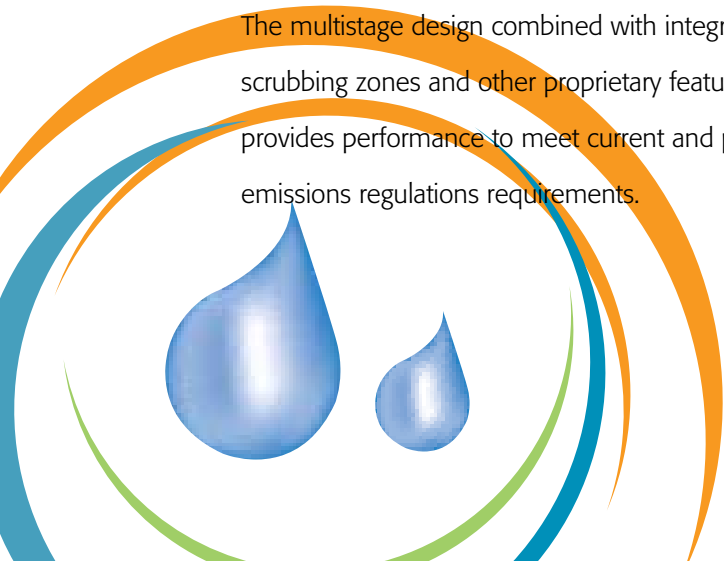 The multistage design combined with integr
scrubbing zones and other proprietary featu
provides performance to meet current and p
emissions regulations requirements.